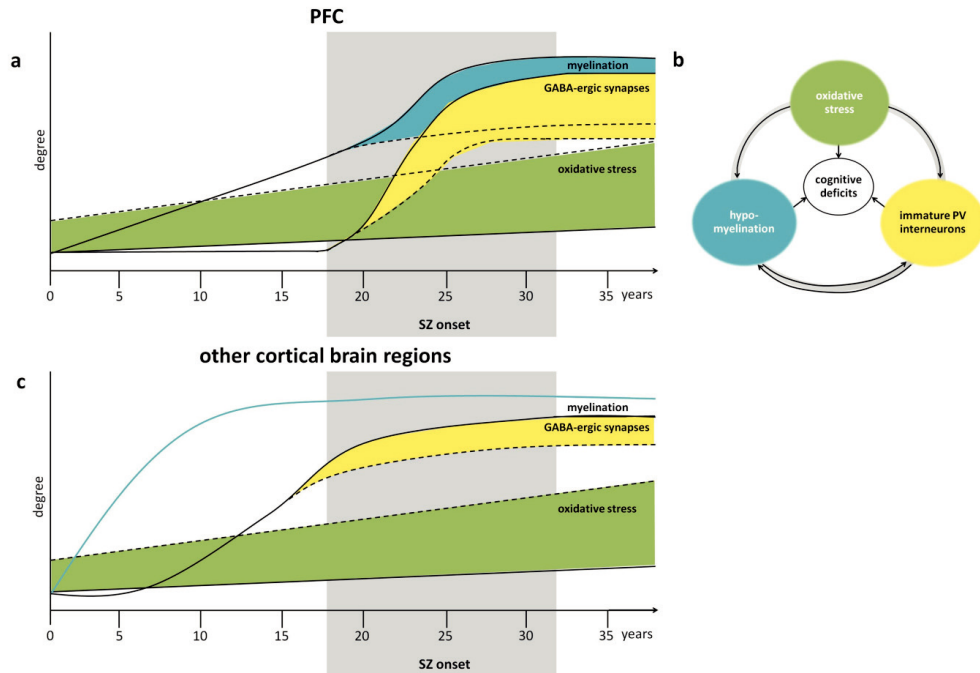 PFC
a
degree
myelination
GABA-ergic synapses
oxidative stress
0 5 10 15 20 25 30 35 years
SZ onset
b
oxidative
stress
cognitive
deficits
hypo-
myelination
immature PV
interneurons
other cortical brain regions
c
degree
myelination
GABA-ergic synapses
oxidative stress
0 5 10 15 20 25 30 35 years
SZ onset